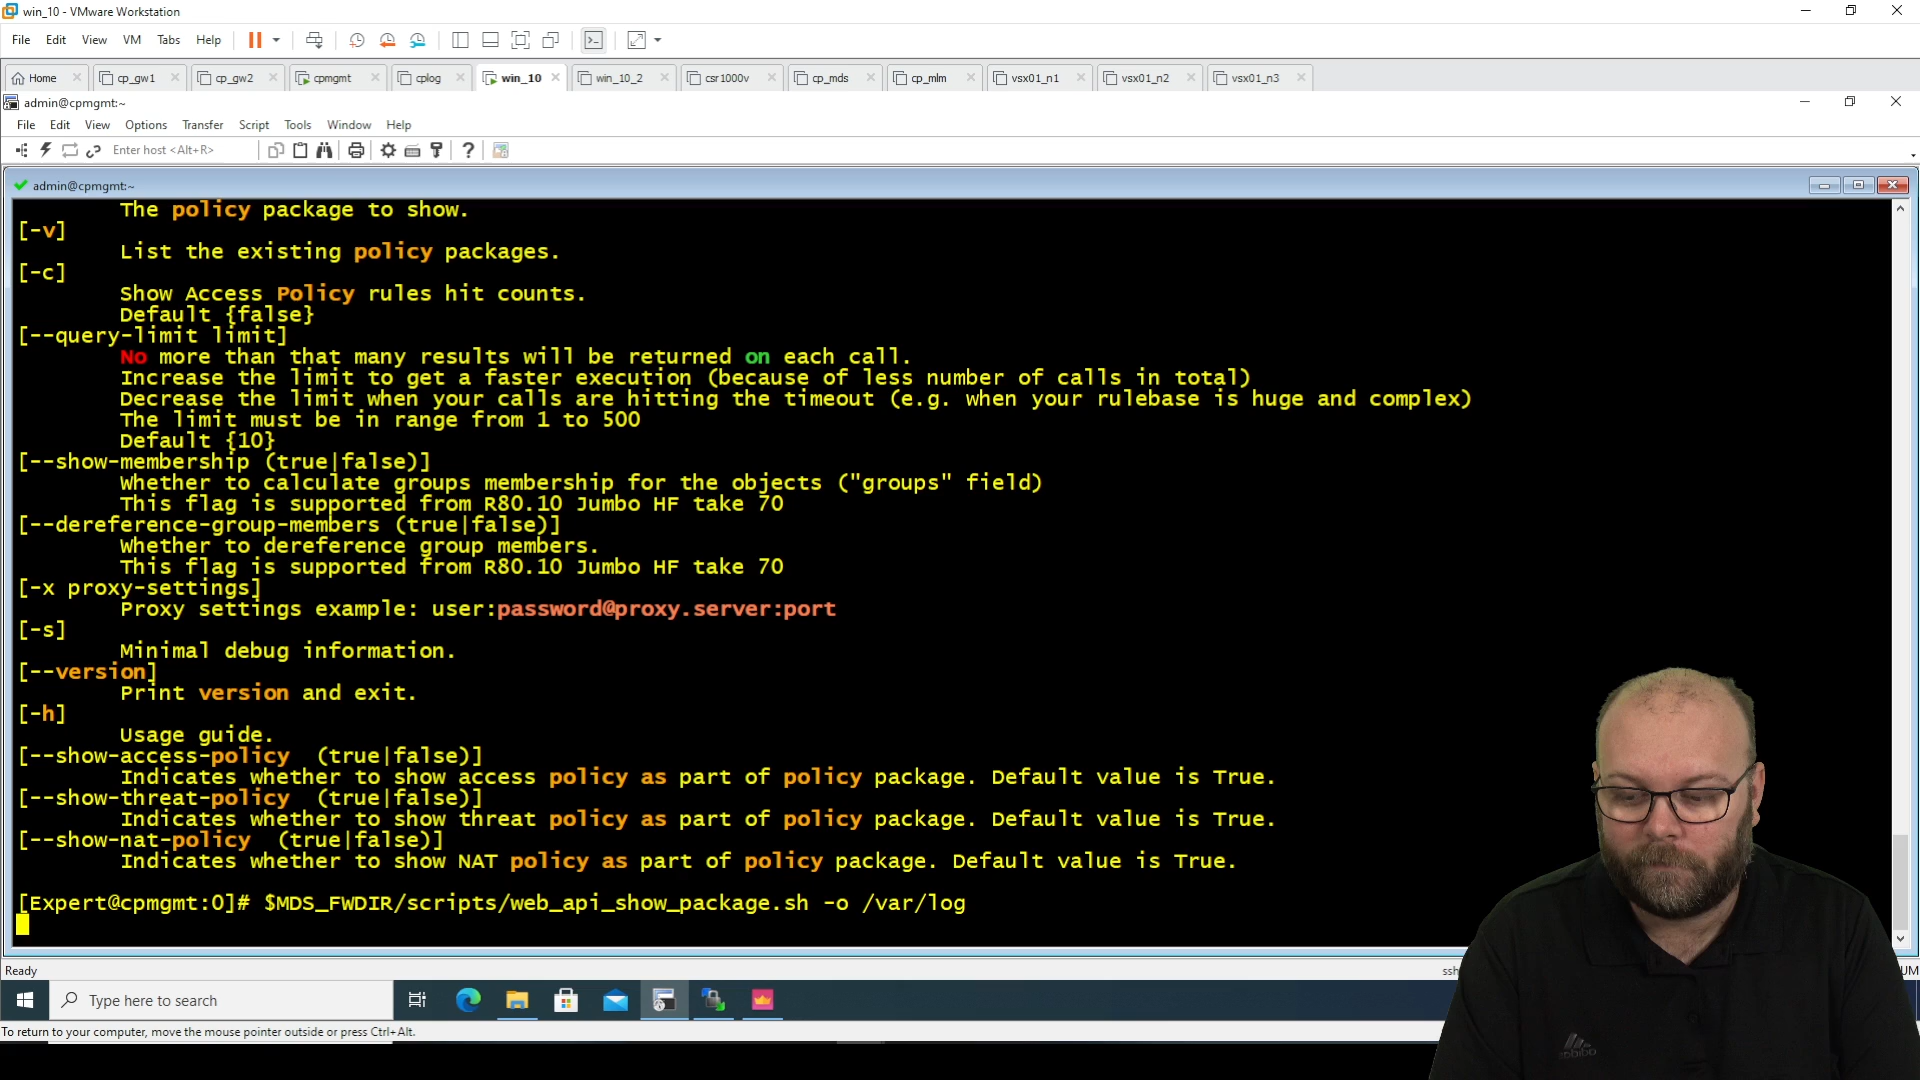 win_10 - VMware Workstation
File Edit View VM Tabs Help
Home cp_gw1 cp_gw2 cpmgmt cplog win_10 win_10_2 csr1000v cp_mds cp_mlm vsx01_n1 vsx01_n2 vsx01_n3
admin@cpmgmt:~
File Edit View Options Transfer Script Tools Window Help
Enter host <Alt+R>
admin@cpmgmt:~
The policy package to show.
[-v]
List the existing policy packages.
[-c]
Show Access Policy rules hit counts.
Default {false}
[--query-limit limit]
No more than that many results will be returned on each call.
Increase the limit to get a faster execution (because of less number of calls in total)
Decrease the limit when your calls are hitting the timeout (e.g. when your rulebase is huge and complex)
The limit must be in range from 1 to 500
Default {10}
[--show-membership (true|false)]
Whether to calculate groups membership for the objects ("groups" field)
This flag is supported from R80.10 Jumbo HF take 70
[--dereference-group-members (true|false)]
Whether to dereference group members.
This flag is supported from R80.10 Jumbo HF take 70
[-x proxy-settings]
Proxy settings example: user:password@proxy.server:port
[-s]
Minimal debug information.
[--version]
Print version and exit.
[-h]
Usage guide.
[--show-access-policy (true|false)]
Indicates whether to show access policy as part of policy package. Default value is True.
[--show-threat-policy (true|false)]
Indicates whether to show threat policy as part of policy package. Default value is True.
[--show-nat-policy (true|false)]
Indicates whether to show NAT policy as part of policy package. Default value is True.
[Expert@cpmgmt:0]# $MDS_FWDIR/scripts/web_api_show_package.sh -o /var/log
Ready ssh UM
Type here to search
To return to your computer, move the mouse pointer outside or press Ctrl+Alt.
adidas